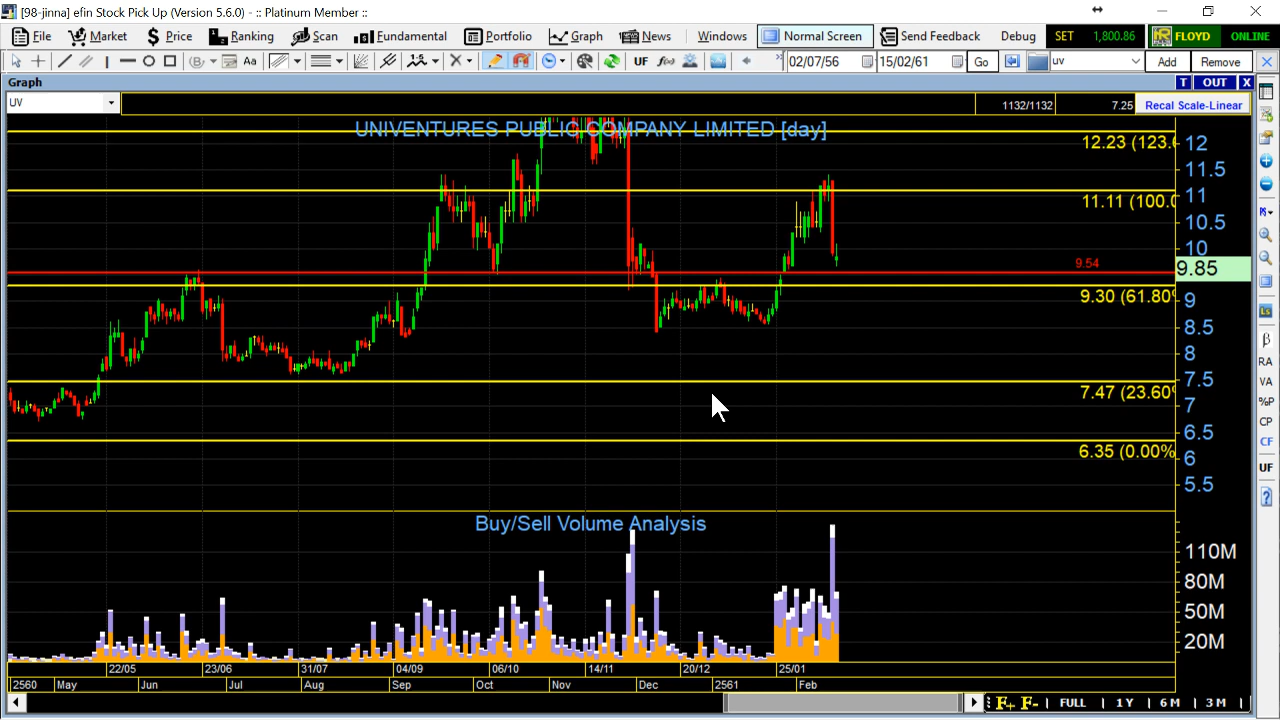 [98-jinna] efin Stock Pick Up (Version 5.6.0) - :: Platinum Member ::
File Market $ Price Ranking Scan Fundamental Portfolio Graph News Windows Normal Screen Send Feedback Debug SET 1,800.86 FLOYD ONLINE
Aa UF f(x) 02/07/56 15/02/61 Go uv Add Remove
Graph T OUT X
UV 1132/1132 7.25 Recal Scale-Linear
UNIVENTURES PUBLIC COMPANY LIMITED [day]
12.23 (123.6
12
11.5
11
11.11 (100.0
10.5
10
9.54
9.85
9.30 (61.80%
9
8.5
8
7.5
7.47 (23.60%
7
6.5
6.35 (0.00%
6
5.5
Ls
β
RA
VA
%P
CP
CF
UF
Buy/Sell Volume Analysis
110M
80M
50M
20M
22/05 23/06 31/07 04/09 06/10 14/11 20/12 25/01
2560 May Jun Jul Aug Sep Oct Nov Dec 2561 Feb
F+ F- FULL 1 Y 6 M 3 M